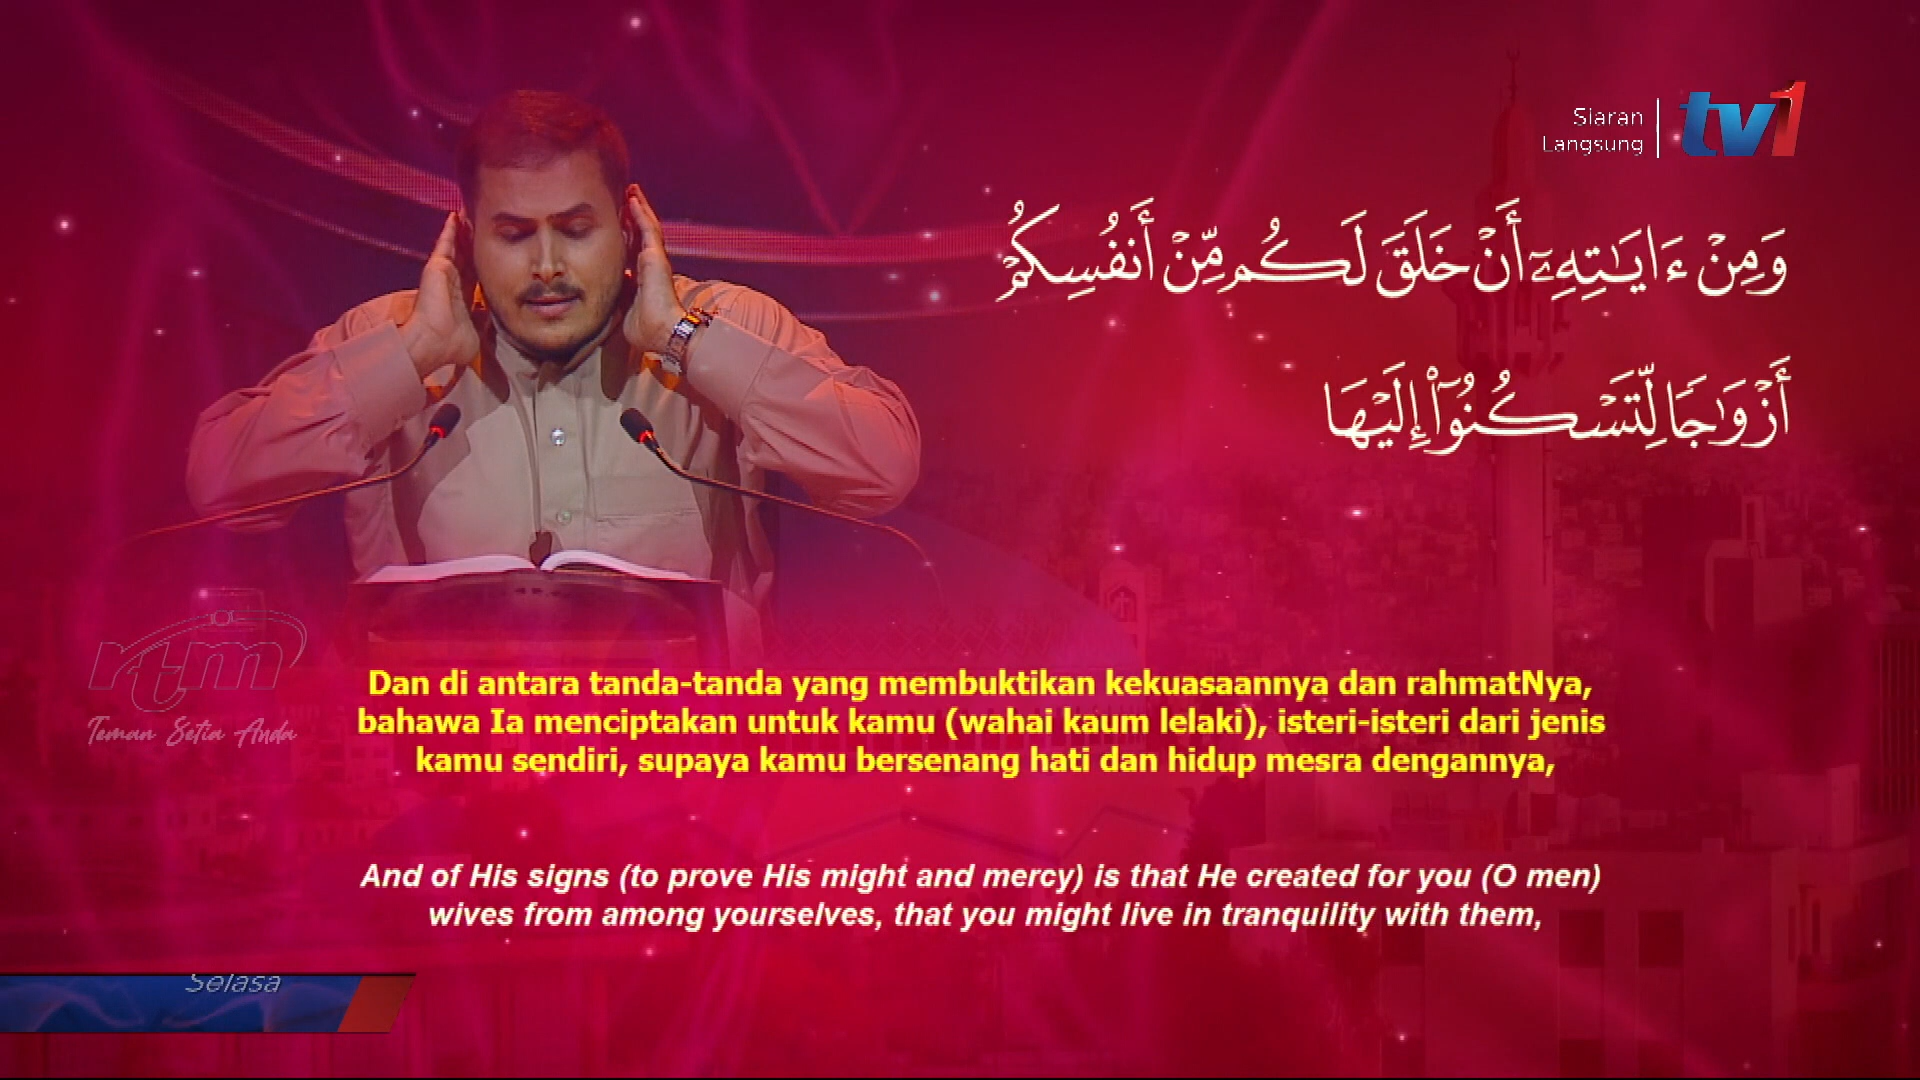 Siaran
Langsung
tv1
وَمِنْ ءَايَـٰتِهِۦٓ أَنْ خَلَقَ لَكُم مِّنْ أَنفُسِكُمْ
أَزْوَٰجًا لِّتَسْكُنُوٓا۟ إِلَيْهَا
rtm
Teman Setia Anda
Dan di antara tanda-tanda yang membuktikan kekuasaannya dan rahmatNya,
bahawa Ia menciptakan untuk kamu (wahai kaum lelaki), isteri-isteri dari jenis
kamu sendiri, supaya kamu bersenang hati dan hidup mesra dengannya,
And of His signs (to prove His might and mercy) is that He created for you (O men)
wives from among yourselves, that you might live in tranquility with them,
Selasa